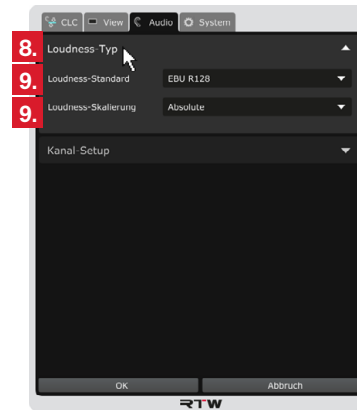 CLC View Audio System
8. Loudness-Typ
9. Loudness-Standard EBU R128
9. Loudness-Skalierung Absolute
Kanal-Setup
OK Abbruch
RTW